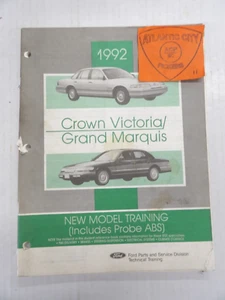 1992
ATLANTIC CITY
Crown Victoria/
Grand Marquis
NEW MODEL TRAINING
(Includes Probe ABS)
Ford
Ford Parts and Service Division
Technical Training